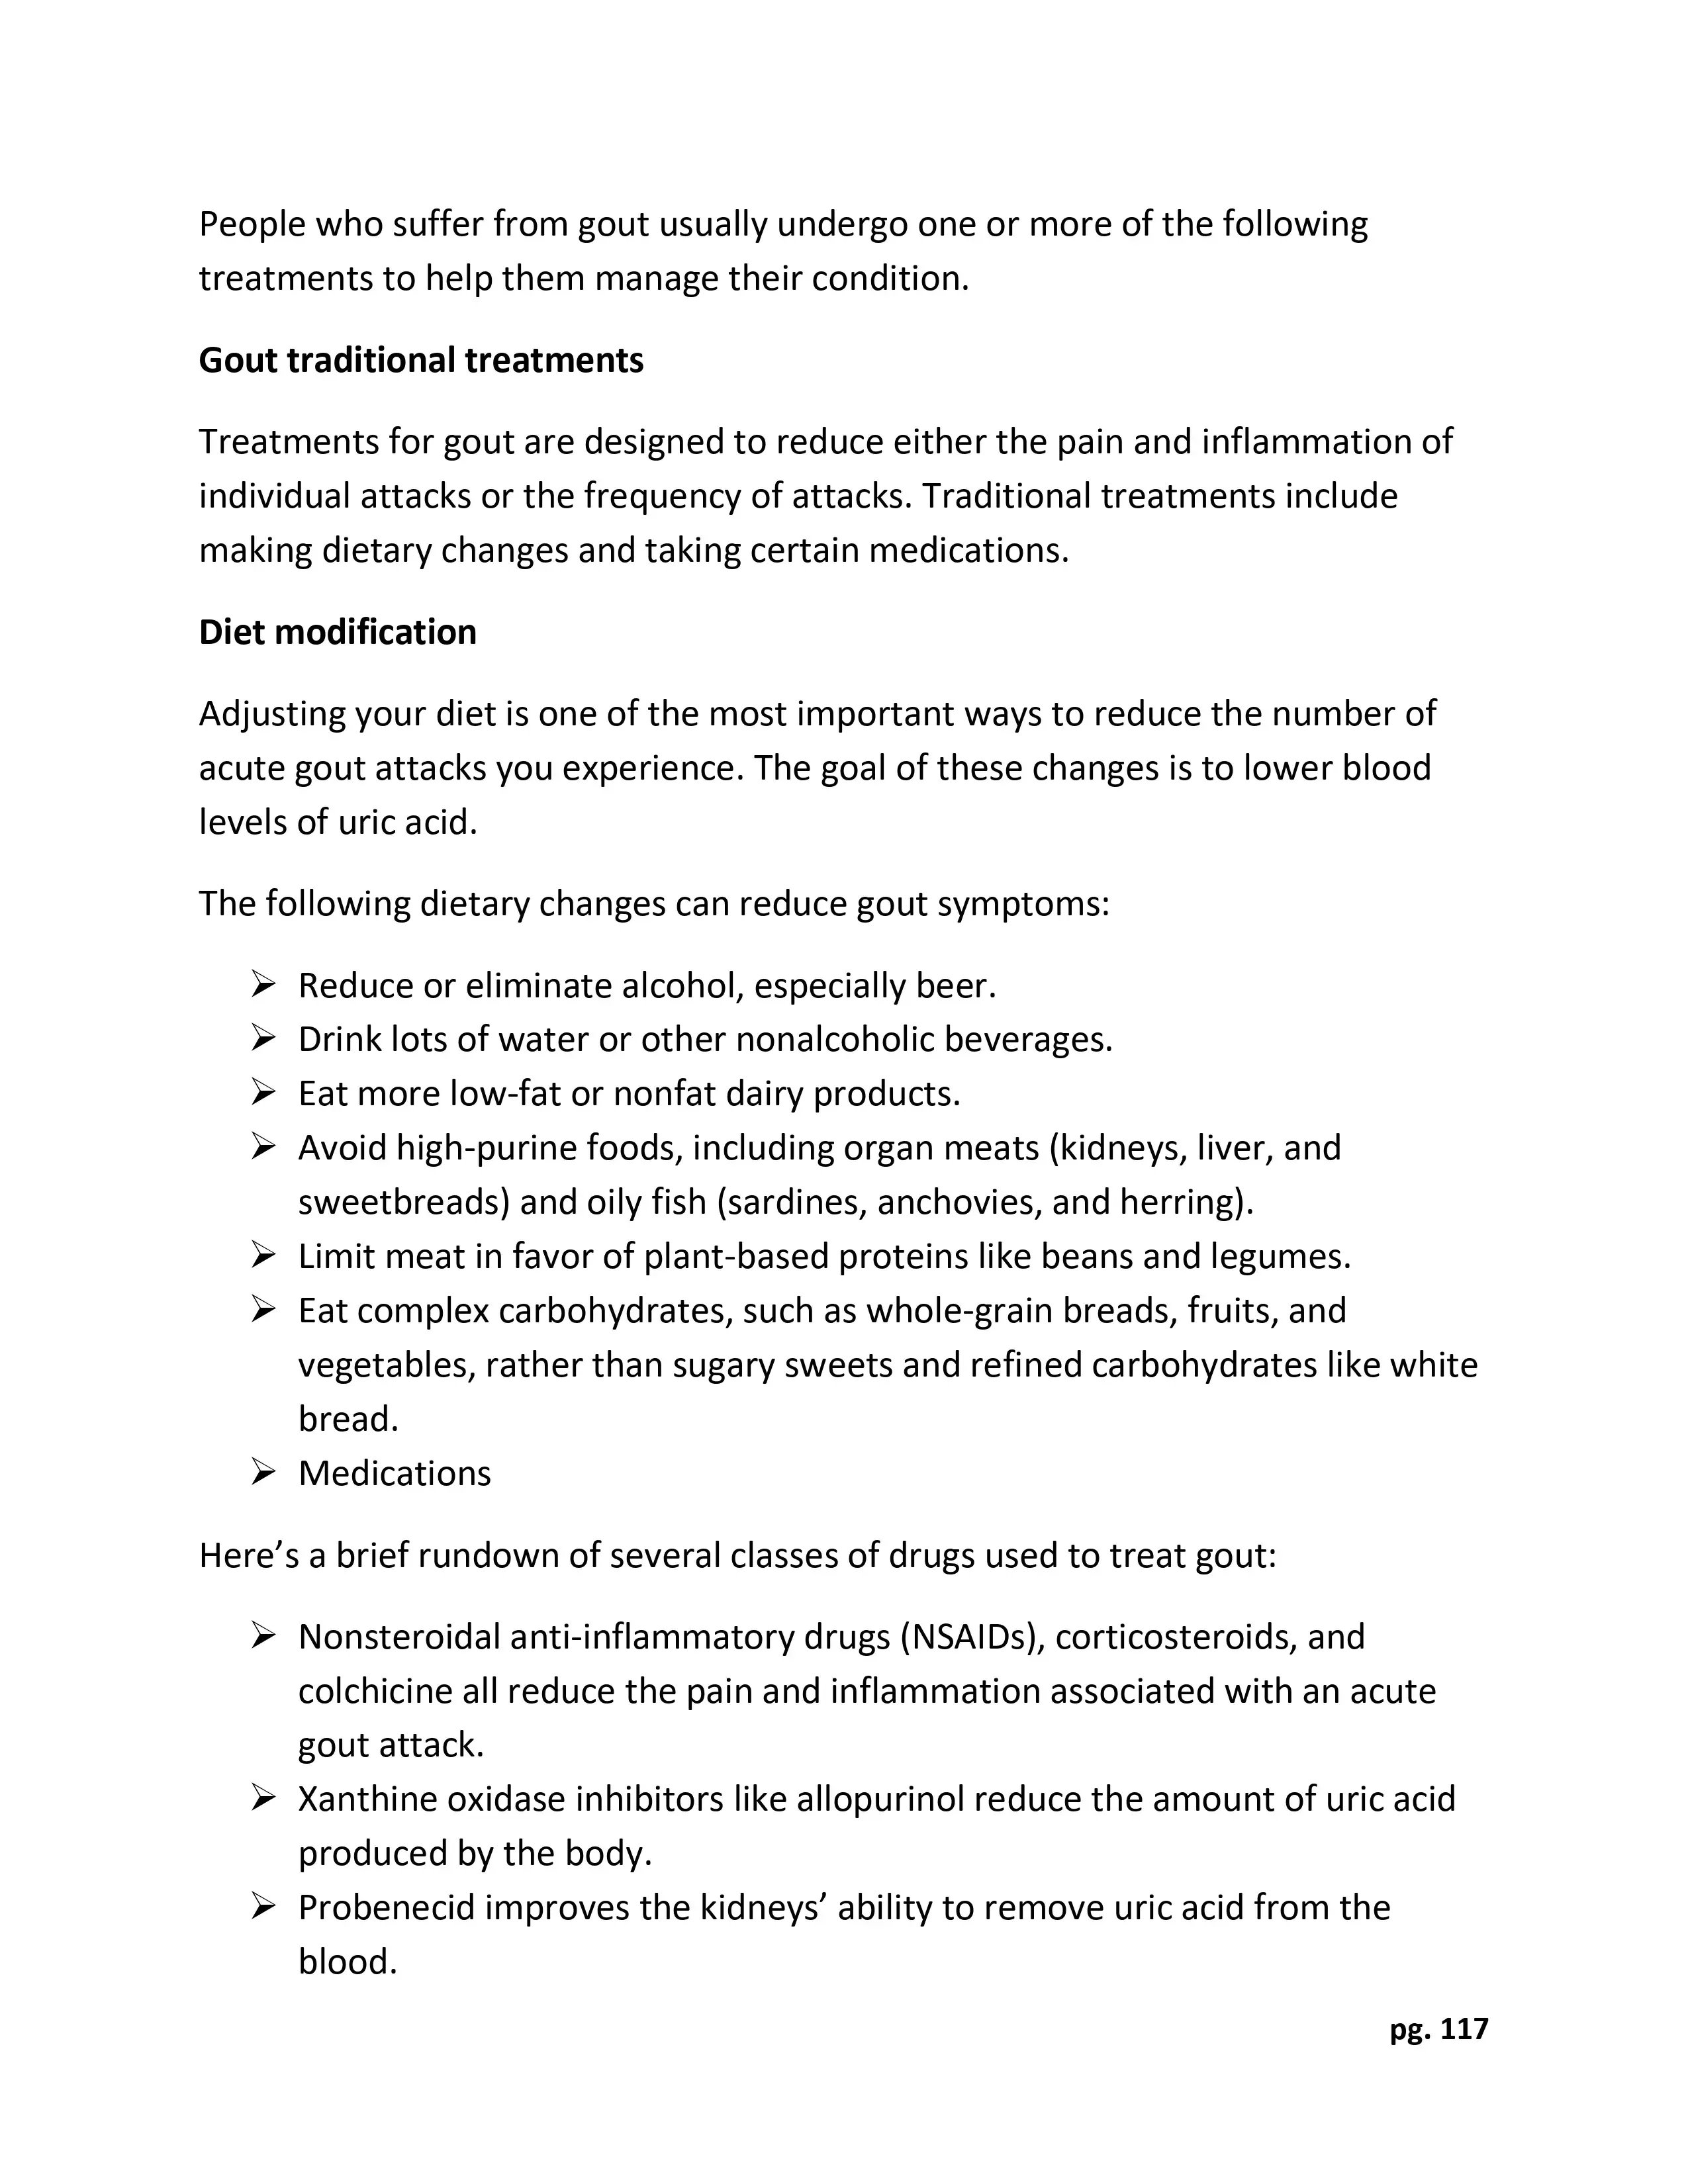 People who suffer from gout usually undergo one or more of the following
treatments to help them manage their condition.
Gout traditional treatments
Treatments for gout are designed to reduce either the pain and inflammation of
individual attacks or the frequency of attacks. Traditional treatments include
making dietary changes and taking certain medications.
Diet modification
Adjusting your diet is one of the most important ways to reduce the number of
acute gout attacks you experience. The goal of these changes is to lower blood
levels of uric acid.
The following dietary changes can reduce gout symptoms:
➢ Reduce or eliminate alcohol, especially beer.
➢ Drink lots of water or other nonalcoholic beverages.
➢ Eat more low-fat or nonfat dairy products.
➢ Avoid high-purine foods, including organ meats (kidneys, liver, and
sweetbreads) and oily fish (sardines, anchovies, and herring).
➢ Limit meat in favor of plant-based proteins like beans and legumes.
➢ Eat complex carbohydrates, such as whole-grain breads, fruits, and
vegetables, rather than sugary sweets and refined carbohydrates like white
bread.
➢ Medications
Here’s a brief rundown of several classes of drugs used to treat gout:
➢ Nonsteroidal anti-inflammatory drugs (NSAIDs), corticosteroids, and
colchicine all reduce the pain and inflammation associated with an acute
gout attack.
➢ Xanthine oxidase inhibitors like allopurinol reduce the amount of uric acid
produced by the body.
➢ Probenecid improves the kidneys’ ability to remove uric acid from the
blood.
pg. 117